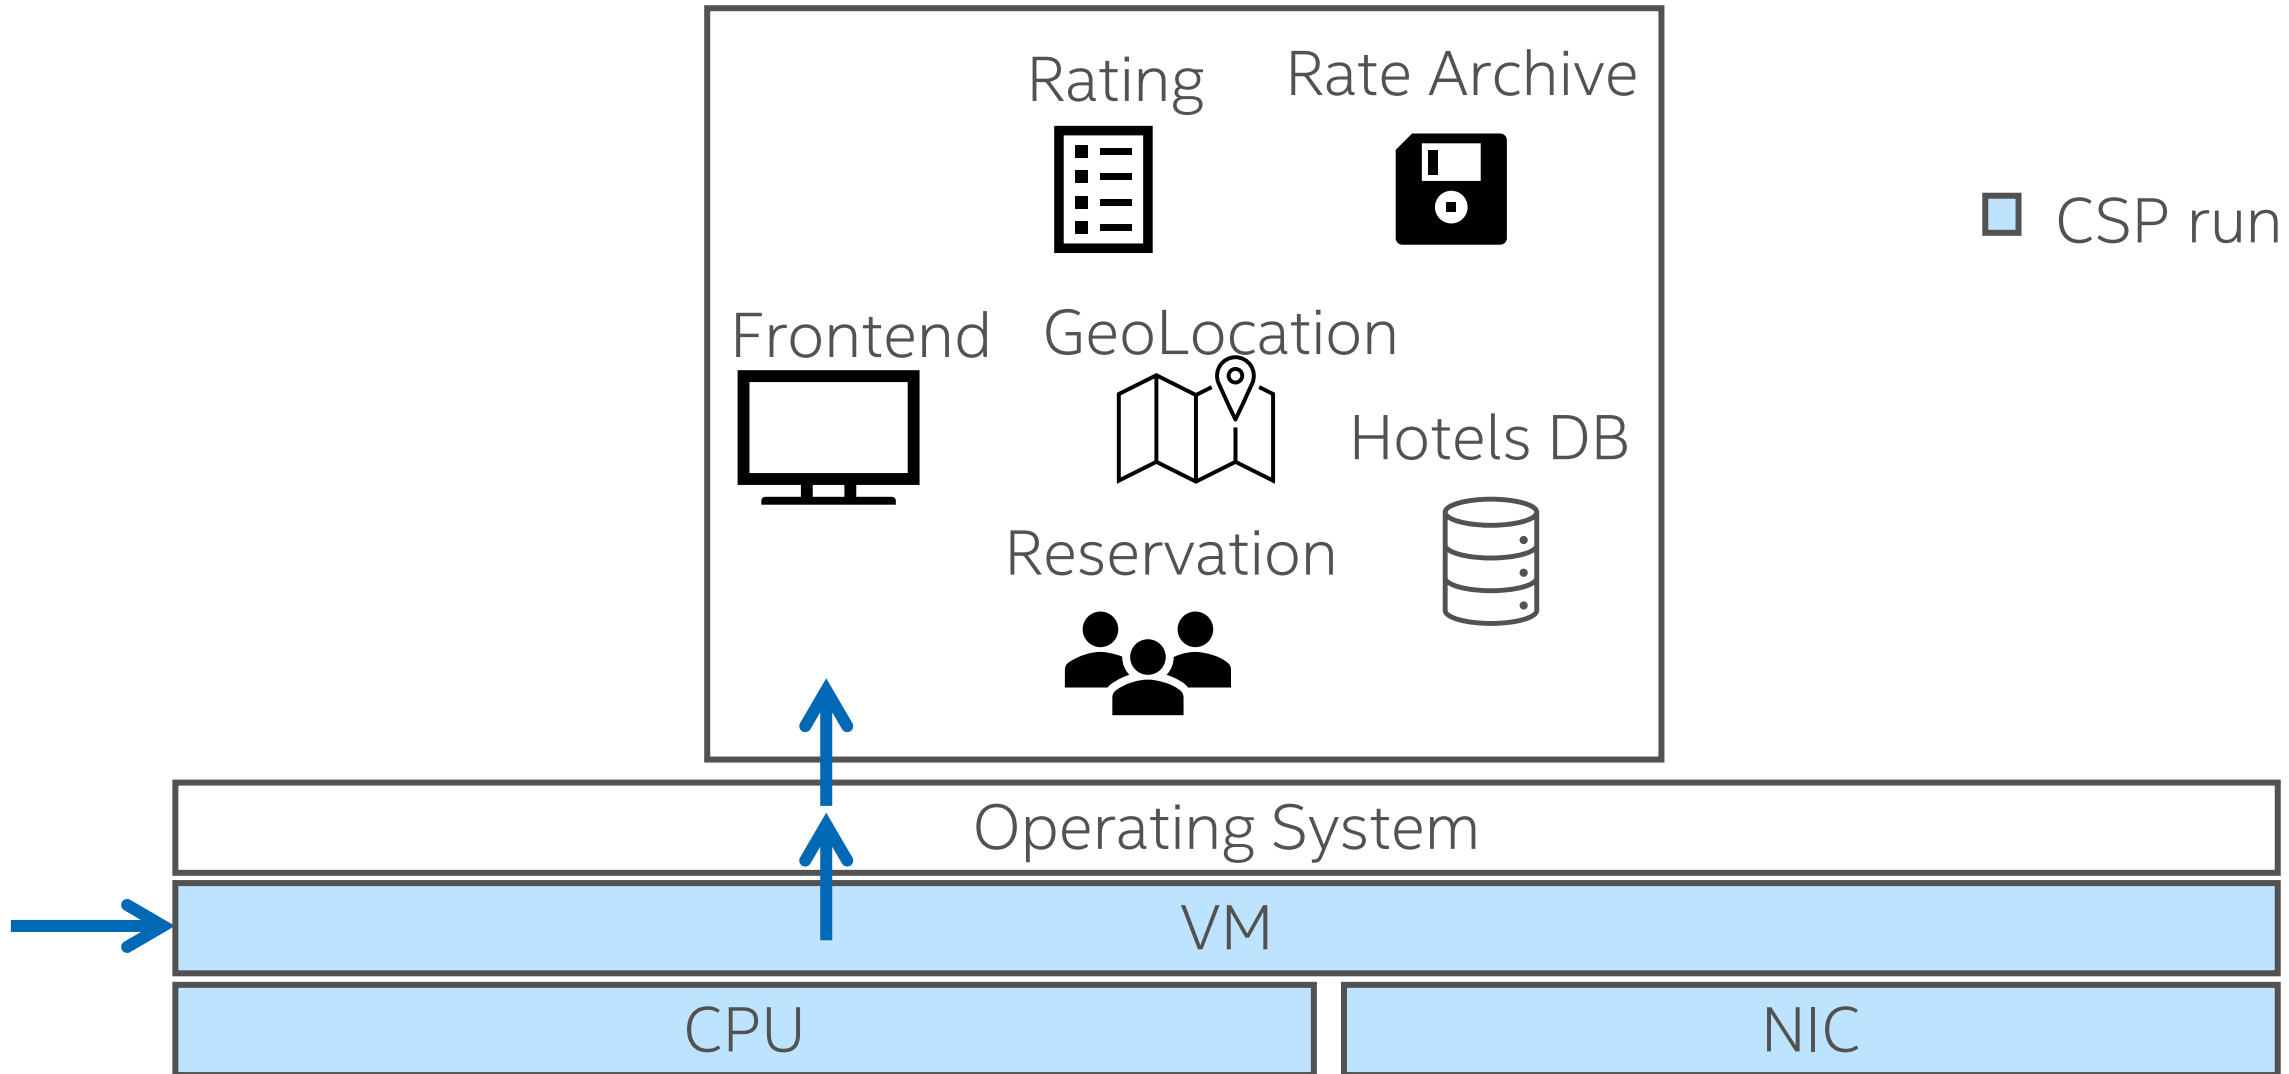 Rating
Rate Archive
CSP run
Frontend
GeoLocation
Hotels DB
Reservation
Operating System
VM
CPU
NIC